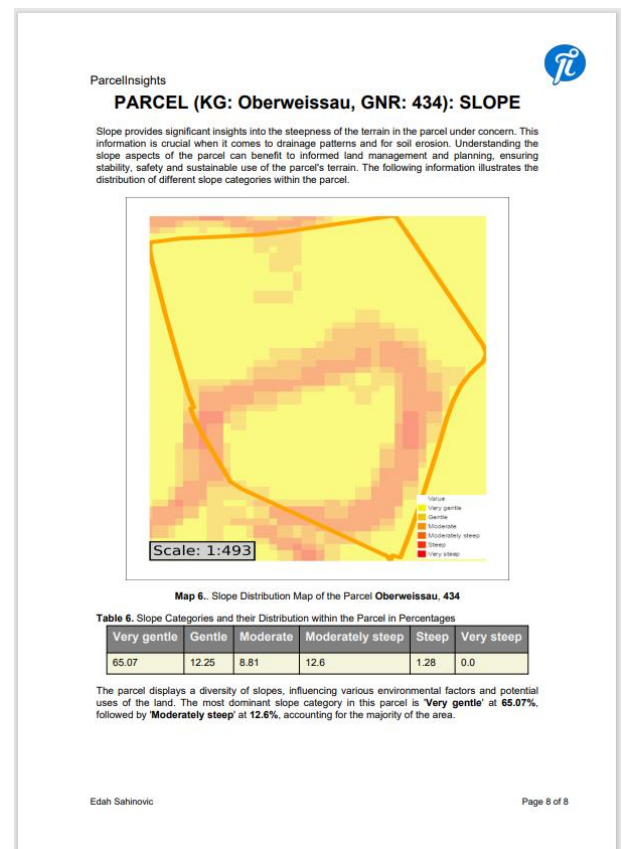 ParcelInsights
PARCEL (KG: Oberweissau, GNR: 434): SLOPE
Slope provides significant insights into the steepness of the terrain in the parcel under concern. This
information is crucial when it comes to drainage patterns and for soil erosion. Understanding the
slope aspects of the parcel can benefit to informed land management and planning, ensuring
stability, safety and sustainable use of the parcel's terrain. The following information illustrates the
distribution of different slope categories within the parcel.
Value
Very gentle
Gentle
Moderate
Moderately steep
Steep
Very steep
Scale: 1:493
Map 6.. Slope Distribution Map of the Parcel Oberweissau, 434
Table 6. Slope Categories and their Distribution within the Parcel in Percentages
Very gentle Gentle Moderate Moderately steep Steep Very steep
65.07 12.25 8.81 12.6 1.28 0.0
The parcel displays a diversity of slopes, influencing various environmental factors and potential
uses of the land. The most dominant slope category in this parcel is 'Very gentle' at 65.07%,
followed by 'Moderately steep' at 12.6%, accounting for the majority of the area.
Edah Sahinovic Page 8 of 8